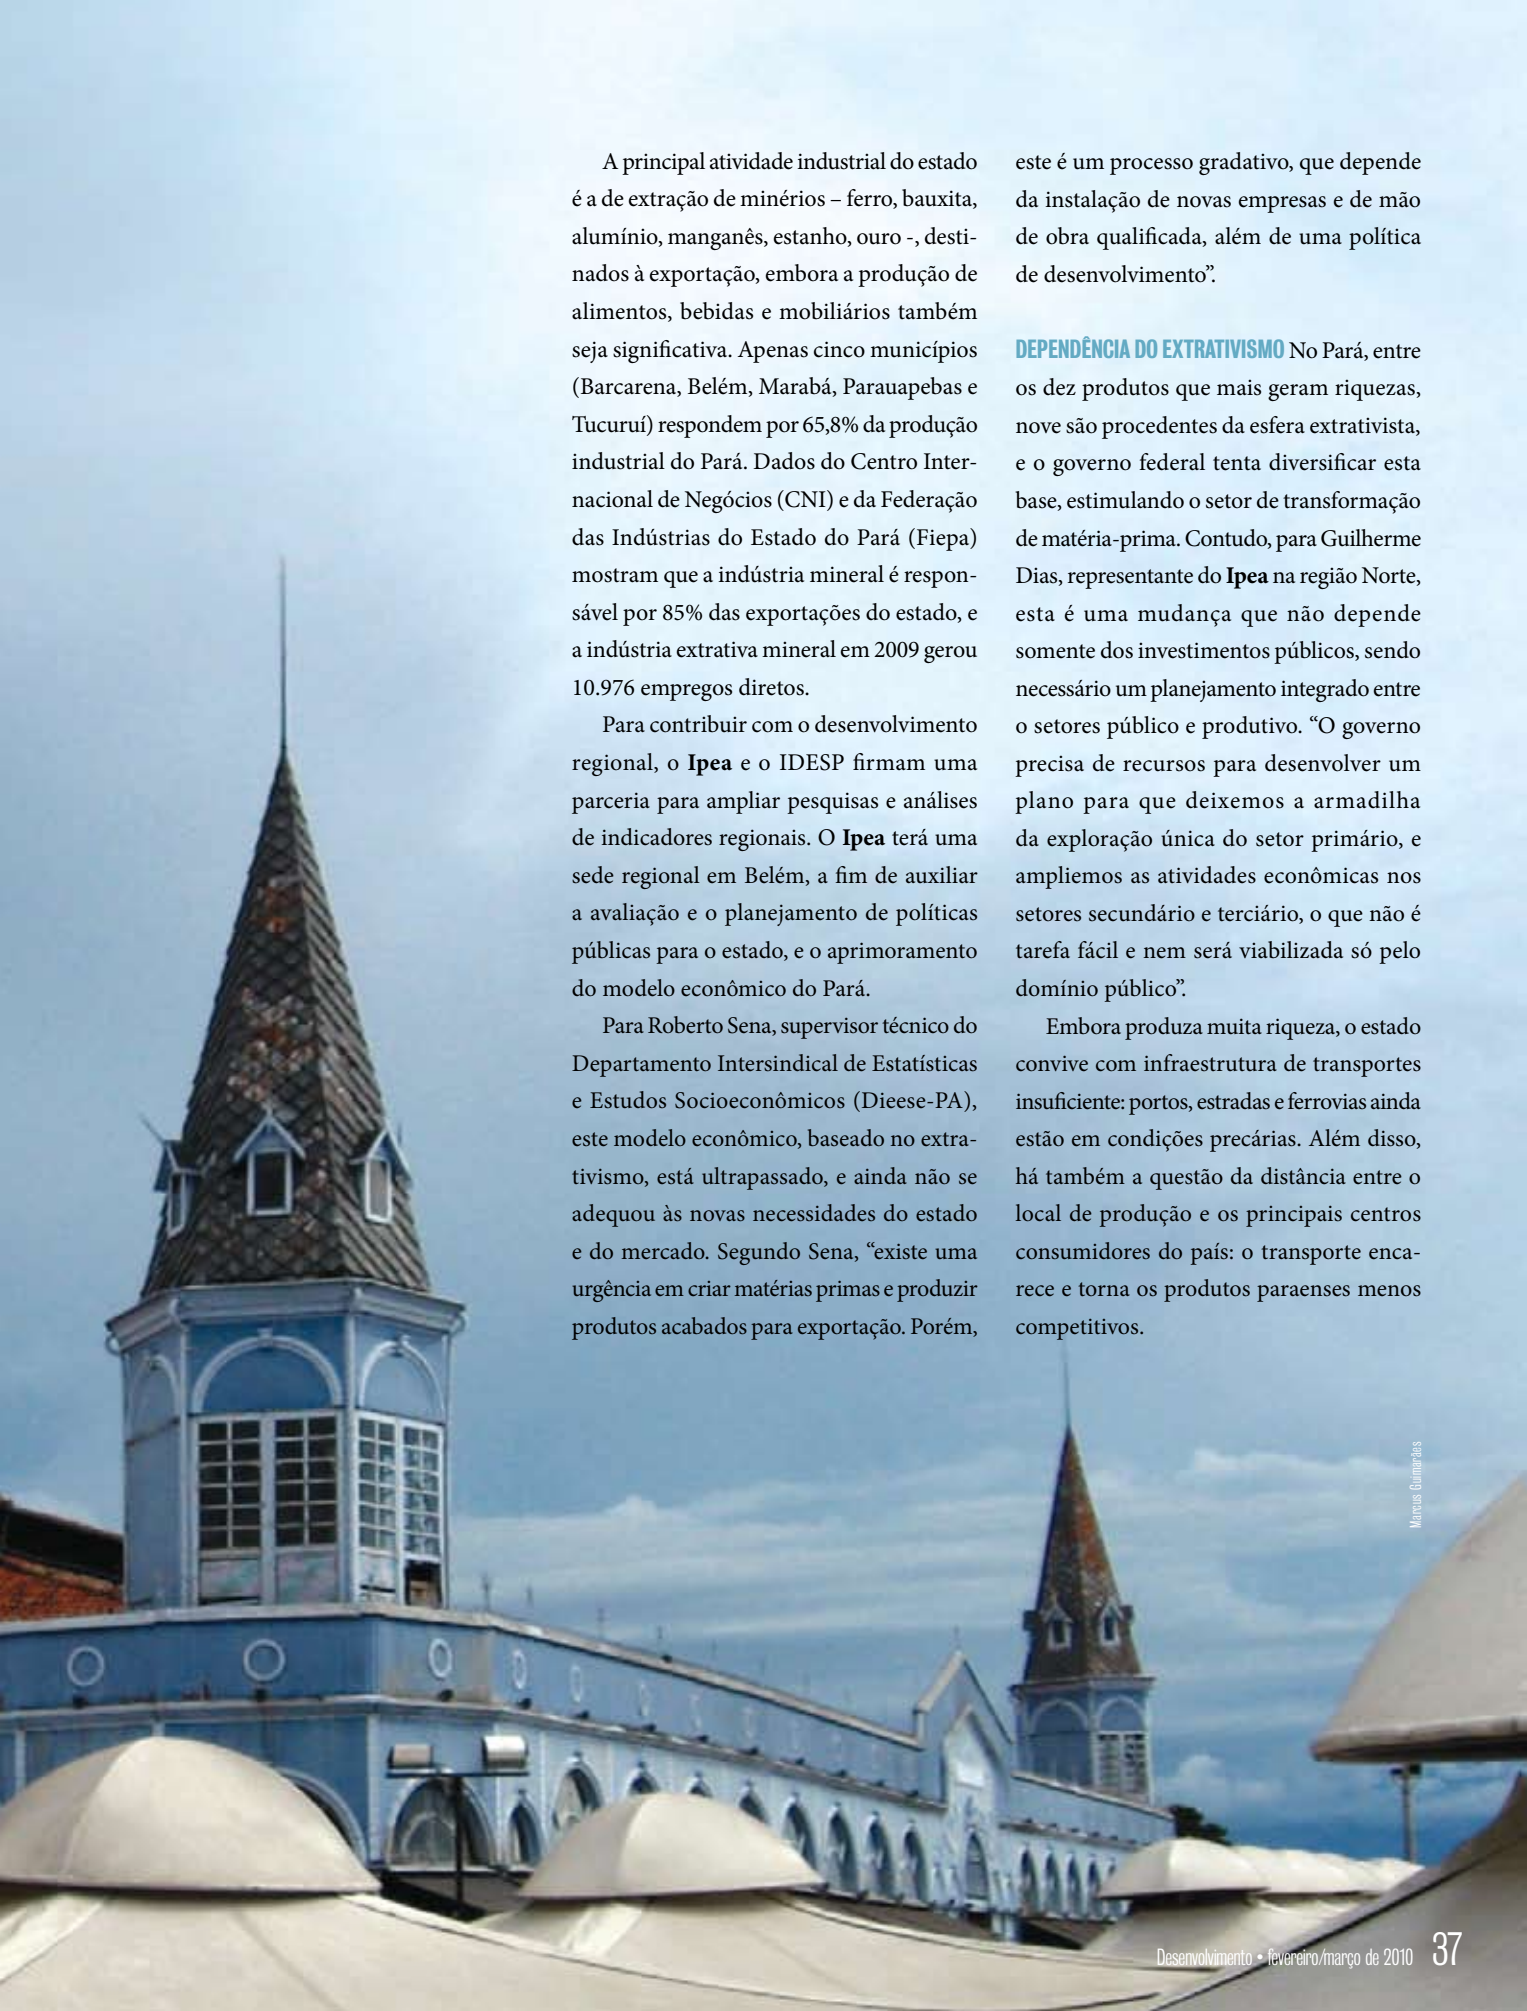 A principal atividade industrial do estado
é a de extração de minérios – ferro, bauxita,
alumínio, manganês, estanho, ouro -, desti-
nados à exportação, embora a produção de
alimentos, bebidas e mobiliários também
seja significativa. Apenas cinco municípios
(Barcarena, Belém, Marabá, Parauapebas e
Tucuruí) respondem por 65,8% da produção
industrial do Pará. Dados do Centro Inter-
nacional de Negócios (CNI) e da Federação
das Indústrias do Estado do Pará (Fiepa)
mostram que a indústria mineral é respon-
sável por 85% das exportações do estado, e
a indústria extrativa mineral em 2009 gerou
10.976 empregos diretos.
Para contribuir com o desenvolvimento
regional, o Ipea e o IDESP firmam uma
parceria para ampliar pesquisas e análises
de indicadores regionais. O Ipea terá uma
sede regional em Belém, a fim de auxiliar
a avaliação e o planejamento de políticas
públicas para o estado, e o aprimoramento
do modelo econômico do Pará.
Para Roberto Sena, supervisor técnico do
Departamento Intersindical de Estatísticas
e Estudos Socioeconômicos (Dieese-PA),
este modelo econômico, baseado no extra-
tivismo, está ultrapassado, e ainda não se
adequou às novas necessidades do estado
e do mercado. Segundo Sena, “existe uma
urgência em criar matérias primas e produzir
produtos acabados para exportação. Porém,
este é um processo gradativo, que depende
da instalação de novas empresas e de mão
de obra qualificada, além de uma política
de desenvolvimento”.
DEPENDÊNCIA DO EXTRATIVISMO No Pará, entre
os dez produtos que mais geram riquezas,
nove são procedentes da esfera extrativista,
e o governo federal tenta diversificar esta
base, estimulando o setor de transformação
de matéria-prima. Contudo, para Guilherme
Dias, representante do Ipea na região Norte,
esta é uma mudança que não depende
somente dos investimentos públicos, sendo
necessário um planejamento integrado entre
o setores público e produtivo. “O governo
precisa de recursos para desenvolver um
plano para que deixemos a armadilha
da exploração única do setor primário, e
ampliemos as atividades econômicas nos
setores secundário e terciário, o que não é
tarefa fácil e nem será viabilizada só pelo
domínio público”.
Embora produza muita riqueza, o estado
convive com infraestrutura de transportes
insuficiente: portos, estradas e ferrovias ainda
estão em condições precárias. Além disso,
há também a questão da distância entre o
local de produção e os principais centros
consumidores do país: o transporte enca-
rece e torna os produtos paraenses menos
competitivos.
Marcus Guimarães
Desenvolvimento • fevereiro/março de 2010 37